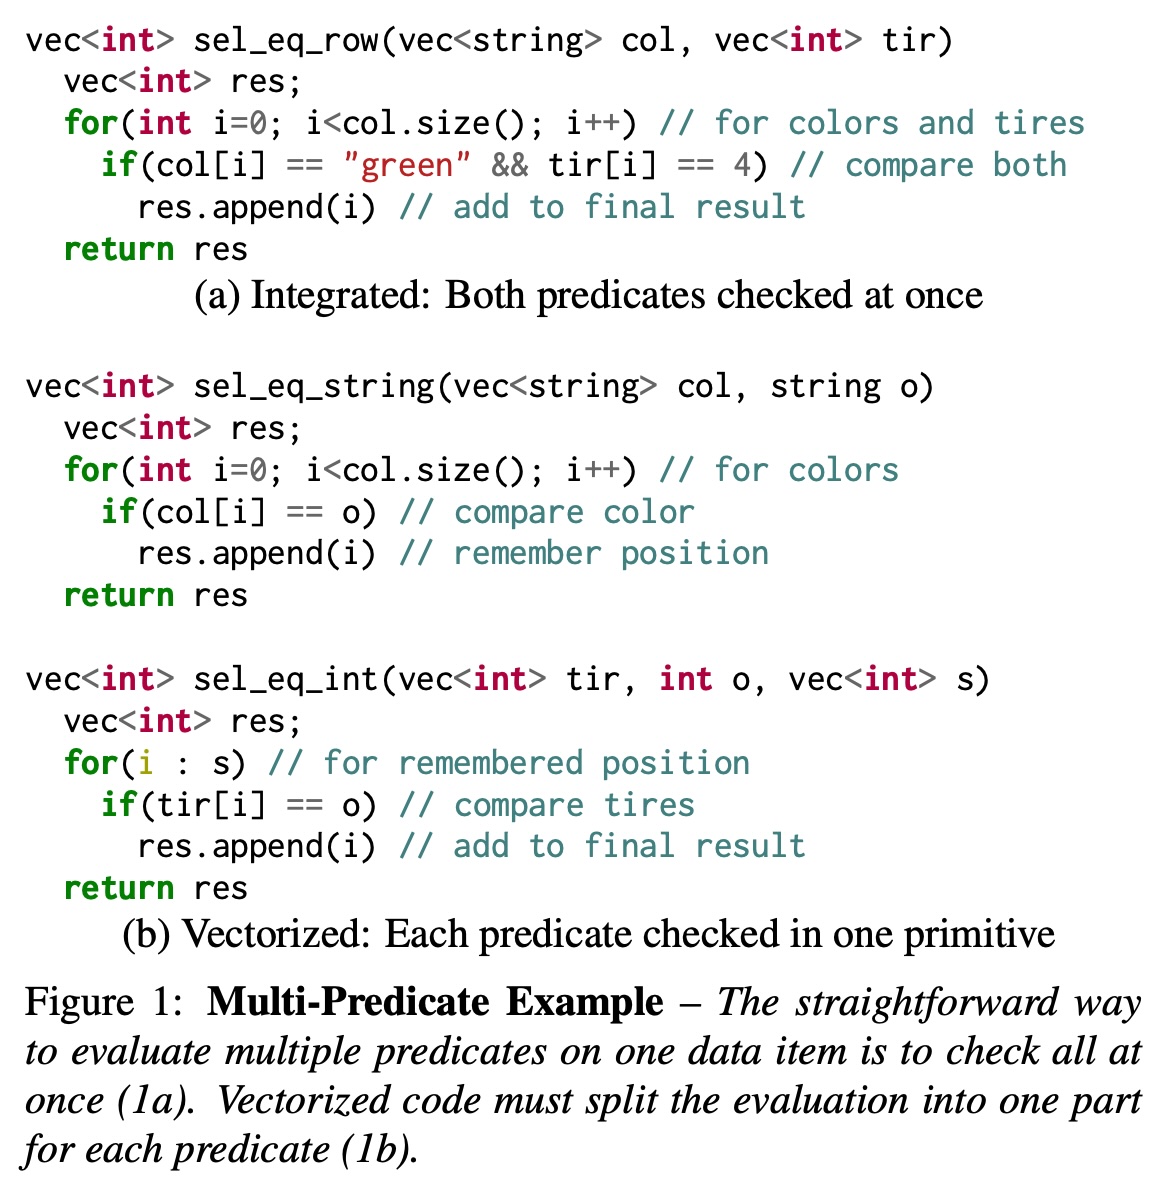 vec<int> sel_eq_row(vec<string> col, vec<int> tir)
  vec<int> res;
  for(int i=0; i<col.size(); i++) // for colors and tires
    if(col[i] == "green" && tir[i] == 4) // compare both
      res.append(i) // add to final result
  return res
(a) Integrated: Both predicates checked at once
vec<int> sel_eq_string(vec<string> col, string o)
  vec<int> res;
  for(int i=0; i<col.size(); i++) // for colors
    if(col[i] == o) // compare color
      res.append(i) // remember position
  return res
vec<int> sel_eq_int(vec<int> tir, int o, vec<int> s)
  vec<int> res;
  for(i : s) // for remembered position
    if(tir[i] == o) // compare tires
      res.append(i) // add to final result
  return res
(b) Vectorized: Each predicate checked in one primitive
Figure 1: Multi-Predicate Example – The straightforward way
to evaluate multiple predicates on one data item is to check all at
once (1a). Vectorized code must split the evaluation into one part
for each predicate (1b).